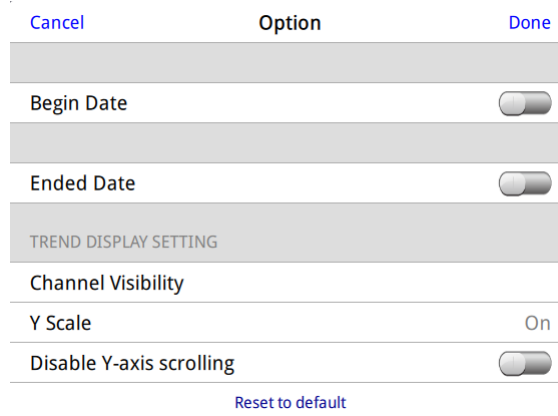 Cancel Option Done
Begin Date
Ended Date
TREND DISPLAY SETTING
Channel Visibility
Y Scale On
Disable Y-axis scrolling
Reset to default